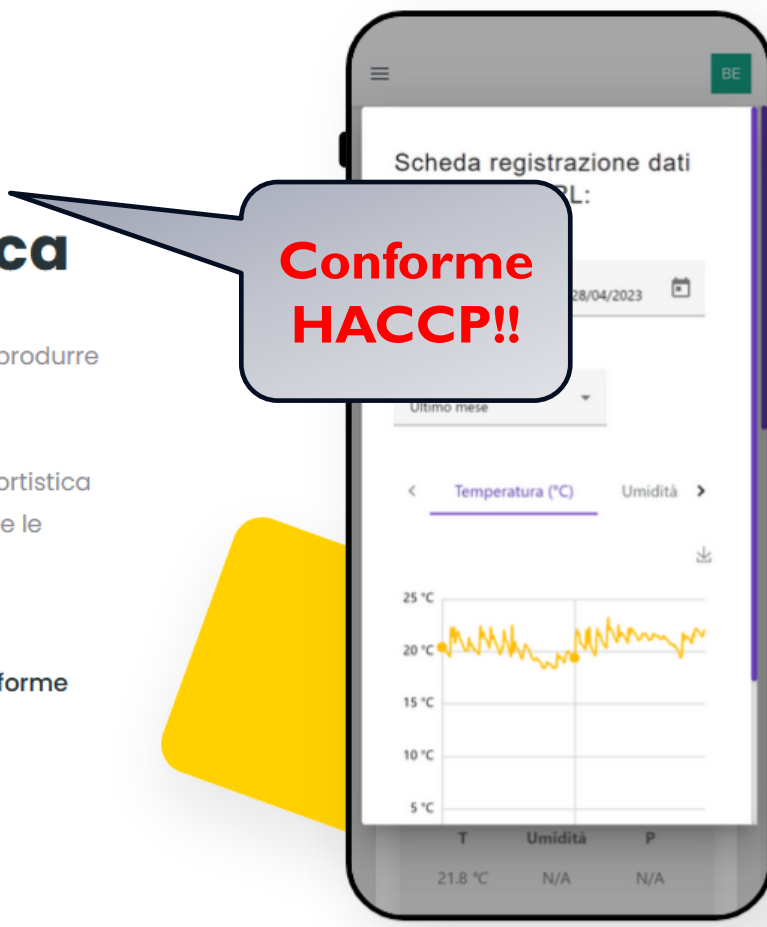 ca
produrre
ortistica
e le
forme
BE
Scheda registrazione dati
RL:
Conforme
HACCP!!
28/04/2023
Ultimo mese
Temperatura (°C)
Umidità
25 °C
20 °C
15 °C
10 °C
5 °C
T Umidità P
21.8 °C N/A N/A